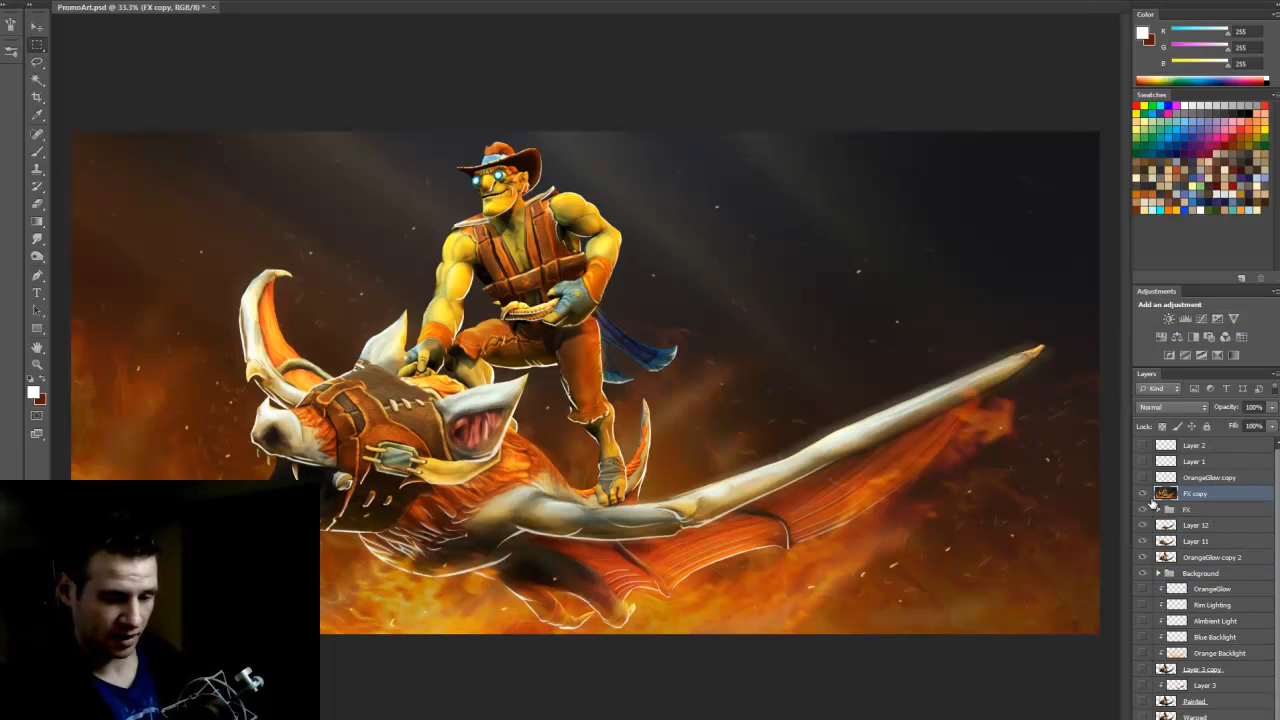 PromoArt.psd @ 33.3% (FX copy, RGB/8) *
Color
R 255
G 255
B 255
Swatches
Adjustments
Add an adjustment
Layers
Kind
Normal Opacity: 100%
Lock: Fill: 100%
Layer 2
Layer 1
OrangeGlow copy
FX copy
FX
Layer 12
Layer 11
OrangeGlow copy 2
Background
OrangeGlow
Rim Lighting
Almbient Light
Blue Backlight
Orange Backlight
Layer 3 copy
Layer 3
Painted
Warped